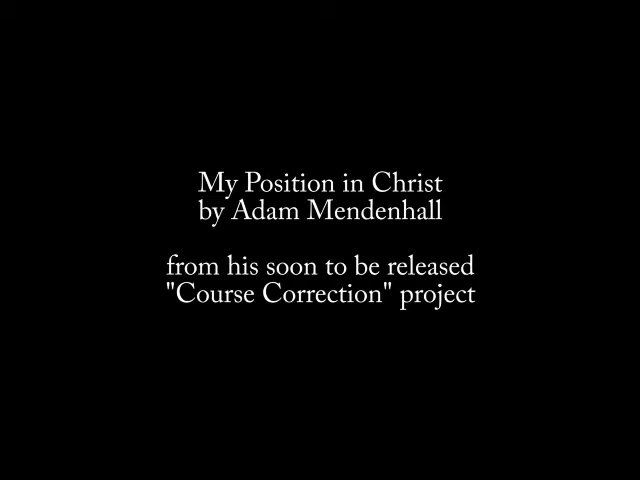 My Position in Christ
by Adam Mendenhall
from his soon to be released
"Course Correction" project